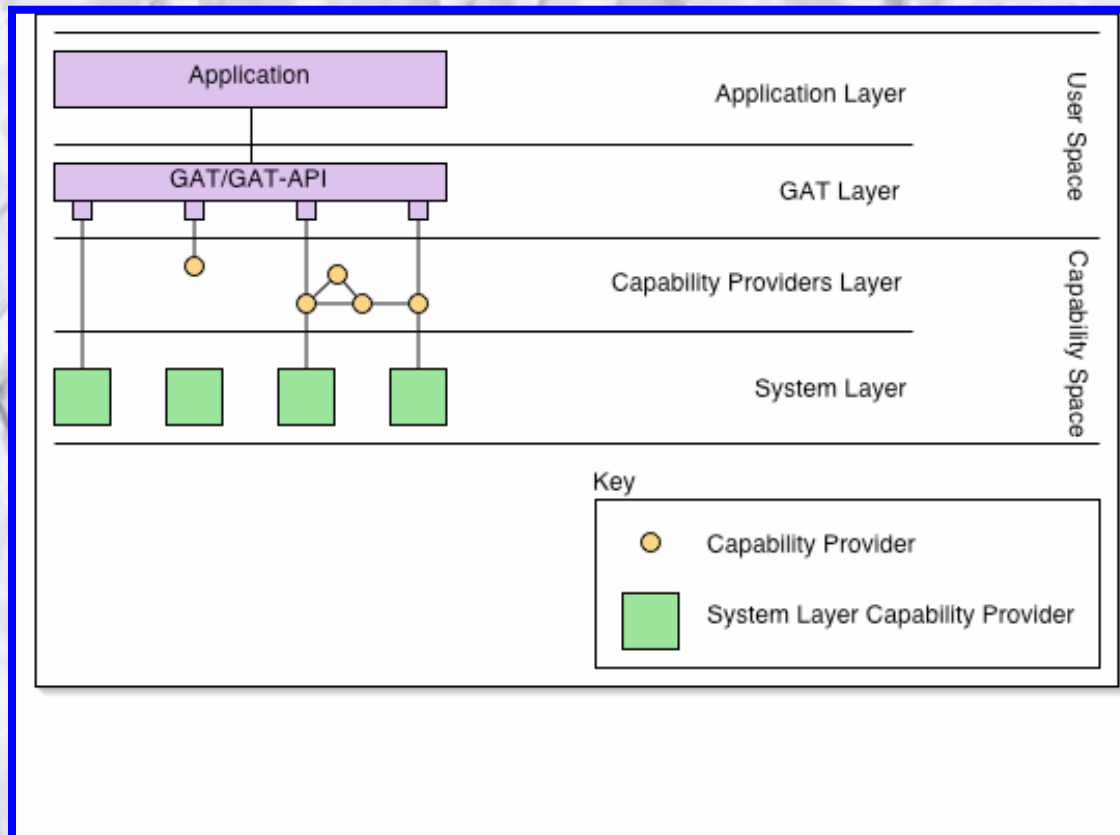 Application
Application Layer
User Space
GAT/GAT-API
GAT Layer
Capability Providers Layer
Capability Space
System Layer
Key
Capability Provider
System Layer Capability Provider